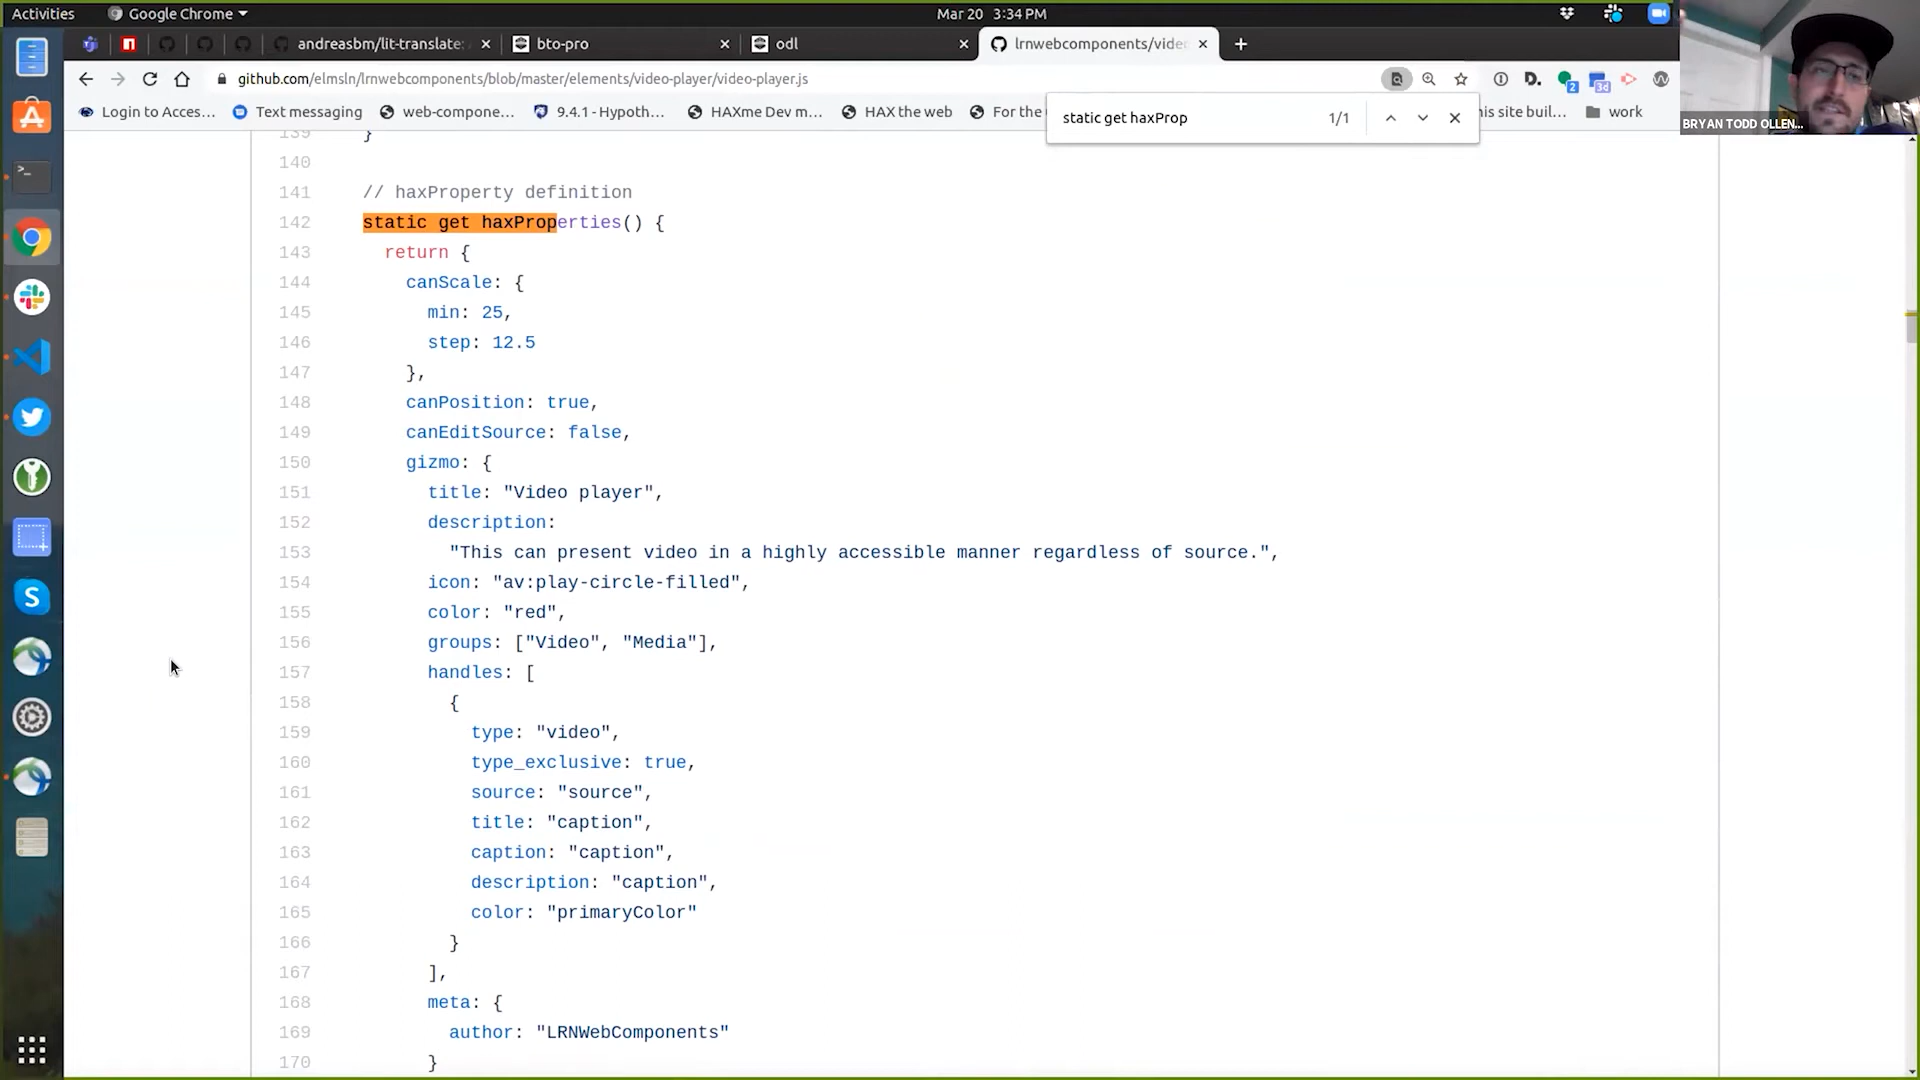 Activities
Google Chrome
Mar 20 3:34 PM
andreasbm/lit-translate:
bto-pro
odl
lrnwebcomponents/vide
github.com/elmsln/lrnwebcomponents/blob/master/elements/video-player/video-player.js
Login to Acces...
Text messaging
web-compone...
9.4.1 - Hypoth...
HAXme Dev m...
HAX the web
For the
his site buil...
work
static get haxProp
1/1
BRYAN TODD OLLEN...
139 }
140
141 // haxProperty definition
142 static get haxProperties() {
143 return {
144 canScale: {
145 min: 25,
146 step: 12.5
147 },
148 canPosition: true,
149 canEditSource: false,
150 gizmo: {
151 title: "Video player",
152 description:
153 "This can present video in a highly accessible manner regardless of source.",
154 icon: "av:play-circle-filled",
155 color: "red",
156 groups: ["Video", "Media"],
157 handles: [
158 {
159 type: "video",
160 type_exclusive: true,
161 source: "source",
162 title: "caption",
163 caption: "caption",
164 description: "caption",
165 color: "primaryColor"
166 }
167 ],
168 meta: {
169 author: "LRNWebComponents"
170 }